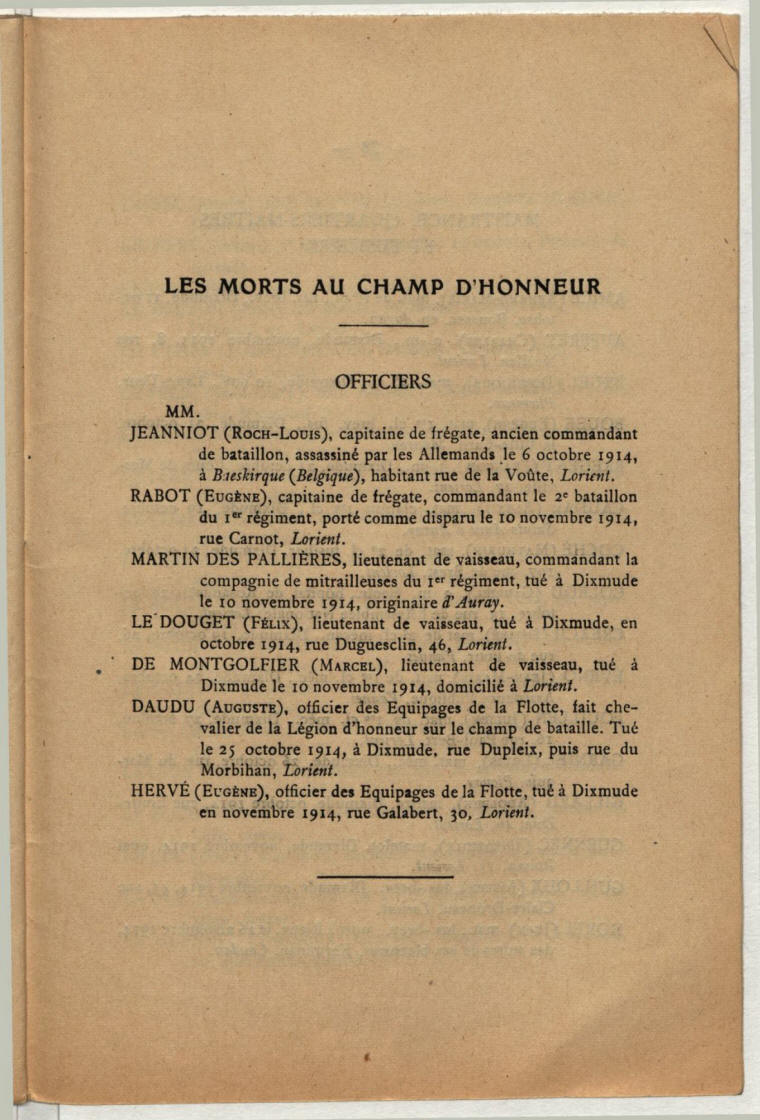 LES MORTS AU CHAMP D'HONNEUR
OFFICIERS
MM.
JEANNIOT (Roch-Louis), capitaine de frégate, ancien commandant
de bataillon, assassiné par les Allemands le 6 octobre 1914,
à Baeskirque (Belgique), habitant rue de la Voûte, Lorient.
RABOT (Eugène), capitaine de frégate, commandant le 2e bataillon
du 1er régiment, porté comme disparu le 10 novembre 1914,
rue Carnot, Lorient.
MARTIN DES PALLIÈRES, lieutenant de vaisseau, commandant la
compagnie de mitrailleuses du 1er régiment, tué à Dixmude
le 10 novembre 1914, originaire d'Auray.
LE DOUGET (Félix), lieutenant de vaisseau, tué à Dixmude, en
octobre 1914, rue Duguesclin, 46, Lorient.
DE MONTGOLFIER (Marcel), lieutenant de vaisseau, tué à
Dixmude le 10 novembre 1914, domicilié à Lorient.
DAUDU (Auguste), officier des Equipages de la Flotte, fait che-
valier de la Légion d'honneur sur le champ de bataille. Tué
le 25 octobre 1914, à Dixmude, rue Dupleix, puis rue du
Morbihan, Lorient.
HERVÉ (Eugène), officier des Equipages de la Flotte, tué à Dixmude
en novembre 1914, rue Galabert, 30, Lorient.